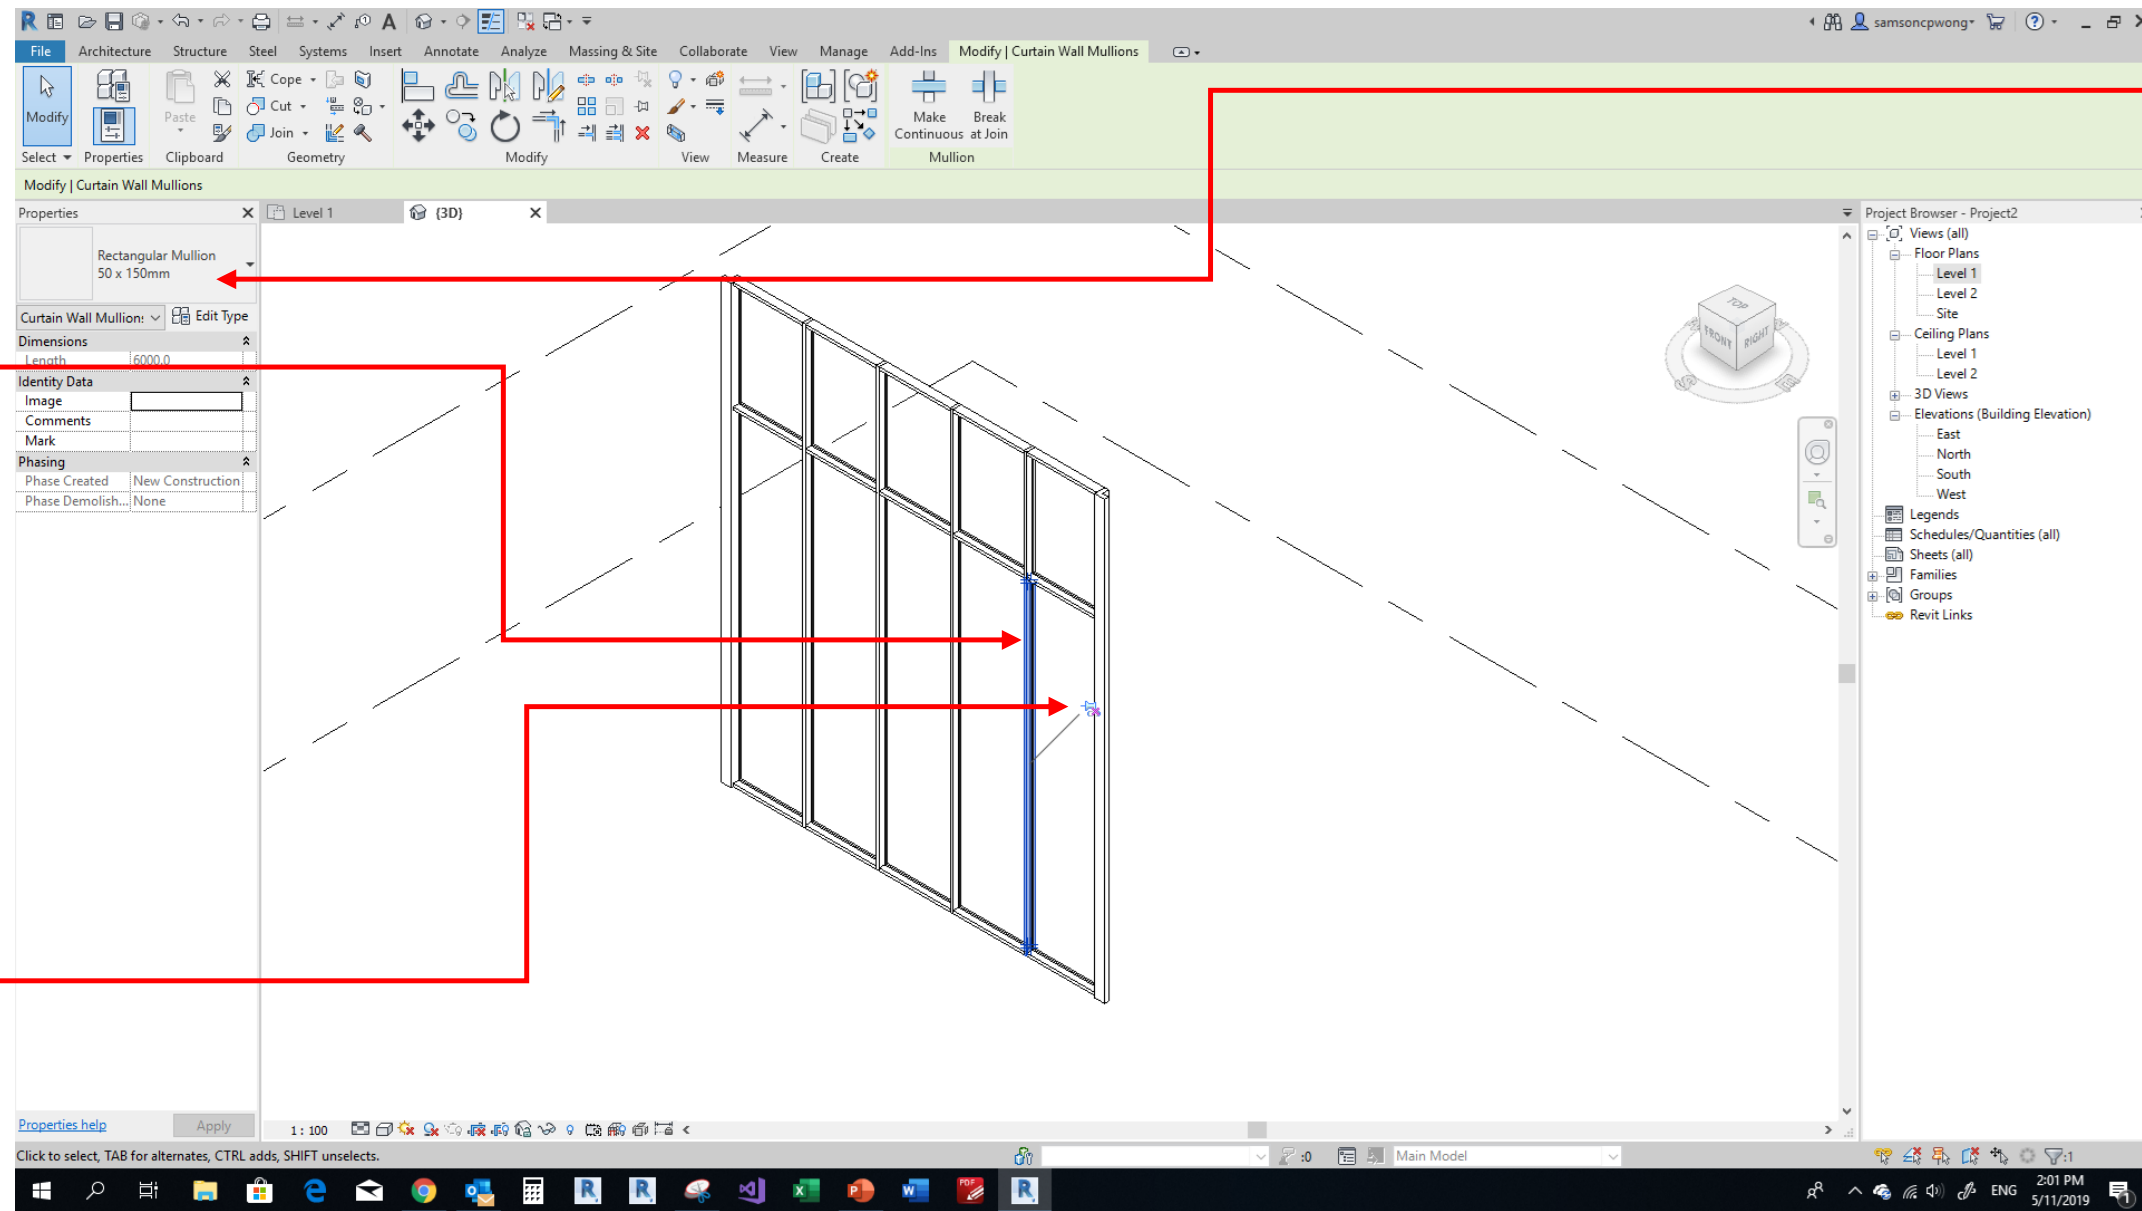 samsoncpwong
File Architecture Structure Steel Systems Insert Annotate Analyze Massing & Site Collaborate View Manage Add-Ins Modify | Curtain Wall Mullions
Modify
Paste
Cope
Cut
Join
Make Continuous
Break at Join
Select Properties Clipboard Geometry Modify View Measure Create Mullion
Modify | Curtain Wall Mullions
Properties
Level 1
{3D}
Project Browser - Project2
Rectangular Mullion
50 x 150mm
Curtain Wall Mullion: Edit Type
Dimensions
Length 6000.0
Identity Data
Image
Comments
Mark
Phasing
Phase Created New Construction
Phase Demolish... None
TOP
FRONT
RIGHT
S
E
Views (all)
Floor Plans
Level 1
Level 2
Site
Ceiling Plans
Level 1
Level 2
3D Views
Elevations (Building Elevation)
East
North
South
West
Legends
Schedules/Quantities (all)
Sheets (all)
Families
Groups
Revit Links
Properties help Apply
1 : 100
Click to select, TAB for alternates, CTRL adds, SHIFT unselects.
:0
Main Model
:1
ENG
2:01 PM
5/11/2019